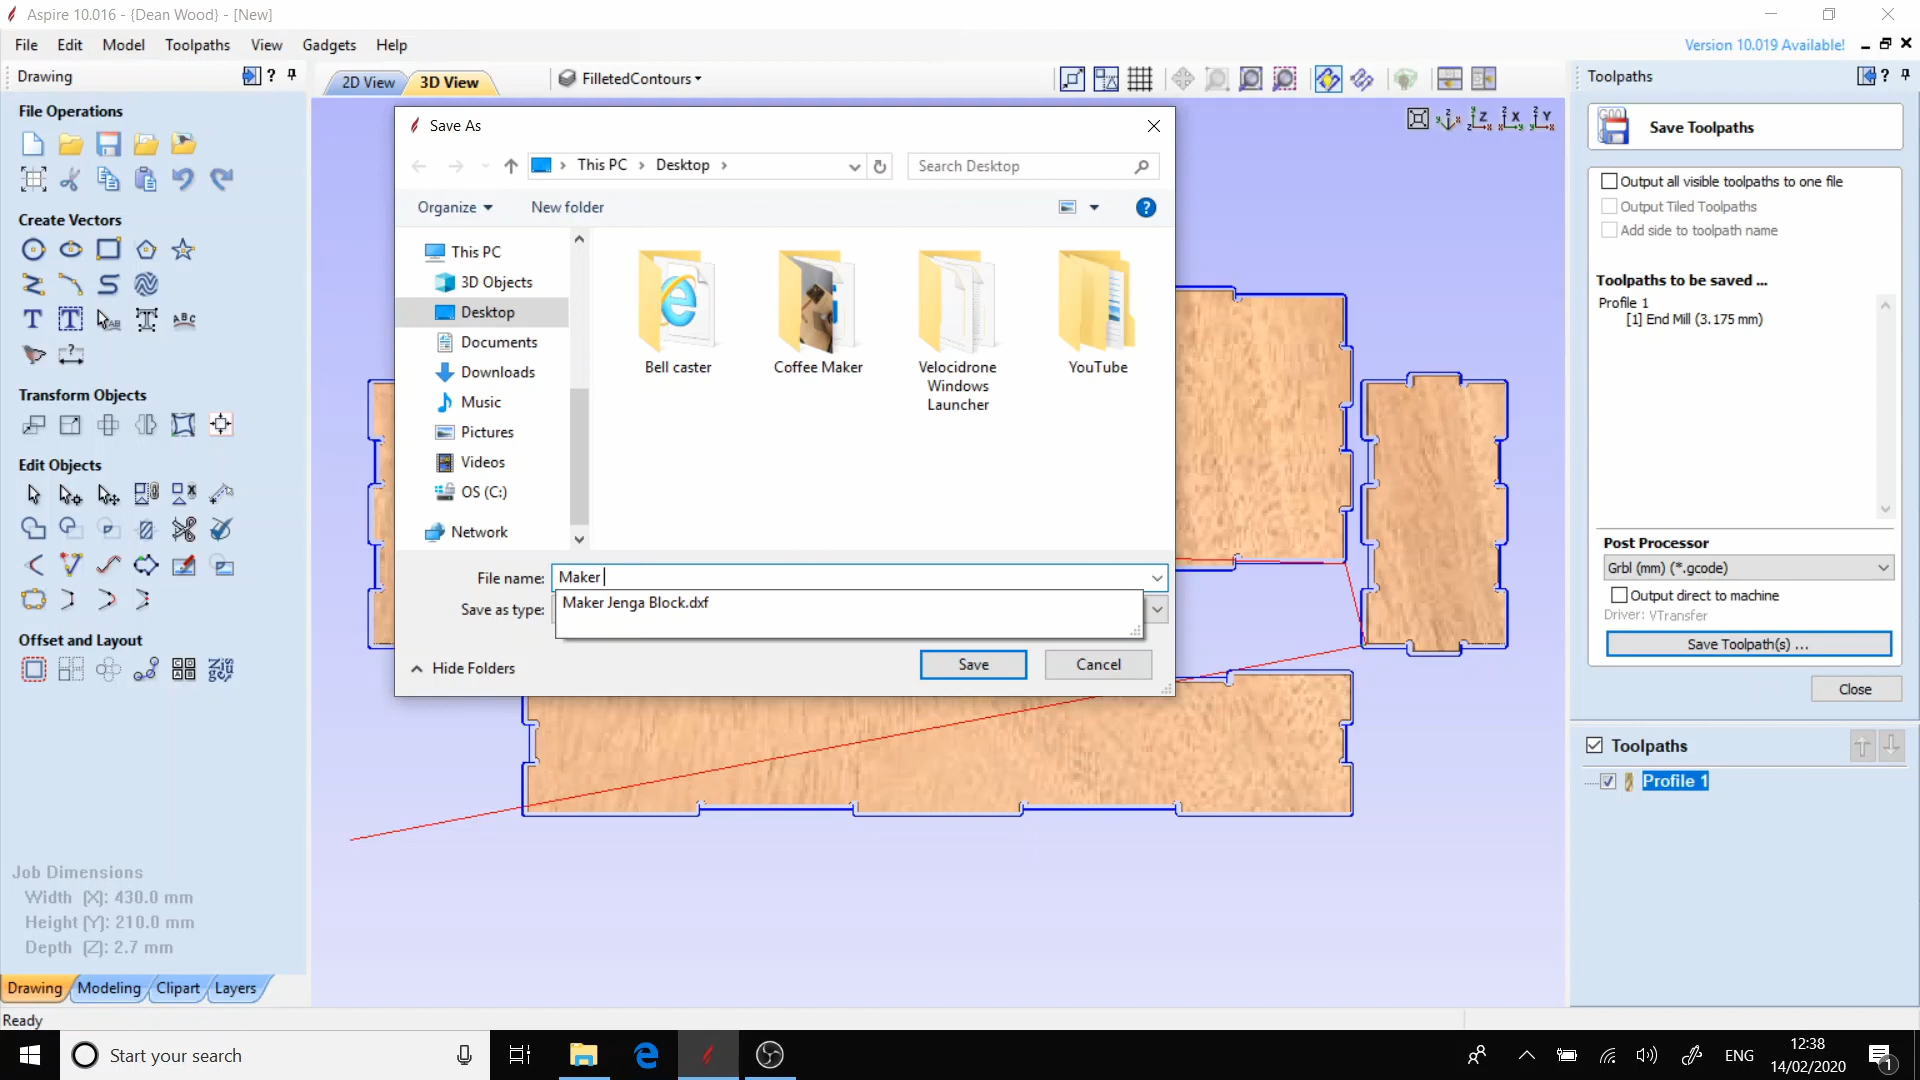 Aspire 10.016 - {Dean Wood} - [New]
File Edit Model Toolpaths View Gadgets Help
Version 10.019 Available!
Drawing
File Operations
Create Vectors
Transform Objects
Edit Objects
Offset and Layout
Job Dimensions
Width (X): 430.0 mm
Height (Y): 210.0 mm
Depth (Z): 2.7 mm
Drawing Modeling Clipart Layers
Ready
2D View 3D View
FilletedContours
Save As
This PC > Desktop >
Search Desktop
Organize New folder
This PC
3D Objects
Desktop
Documents
Downloads
Music
Pictures
Videos
OS (C:)
Network
Bell caster
Coffee Maker
Velocidrone
Windows
Launcher
YouTube
File name: Maker
Maker Jenga Block.dxf
Save as type:
Hide Folders
Save Cancel
Toolpaths
Save Toolpaths
Output all visible toolpaths to one file
Output Tiled Toolpaths
Add side to toolpath name
Toolpaths to be saved ...
Profile 1
[1] End Mill (3.175 mm)
Post Processor
Grbl (mm) (*.gcode)
Output direct to machine
Driver: VTransfer
Save Toolpath(s) ...
Close
Toolpaths
Profile 1
Start your search
ENG
12:38
14/02/2020
1